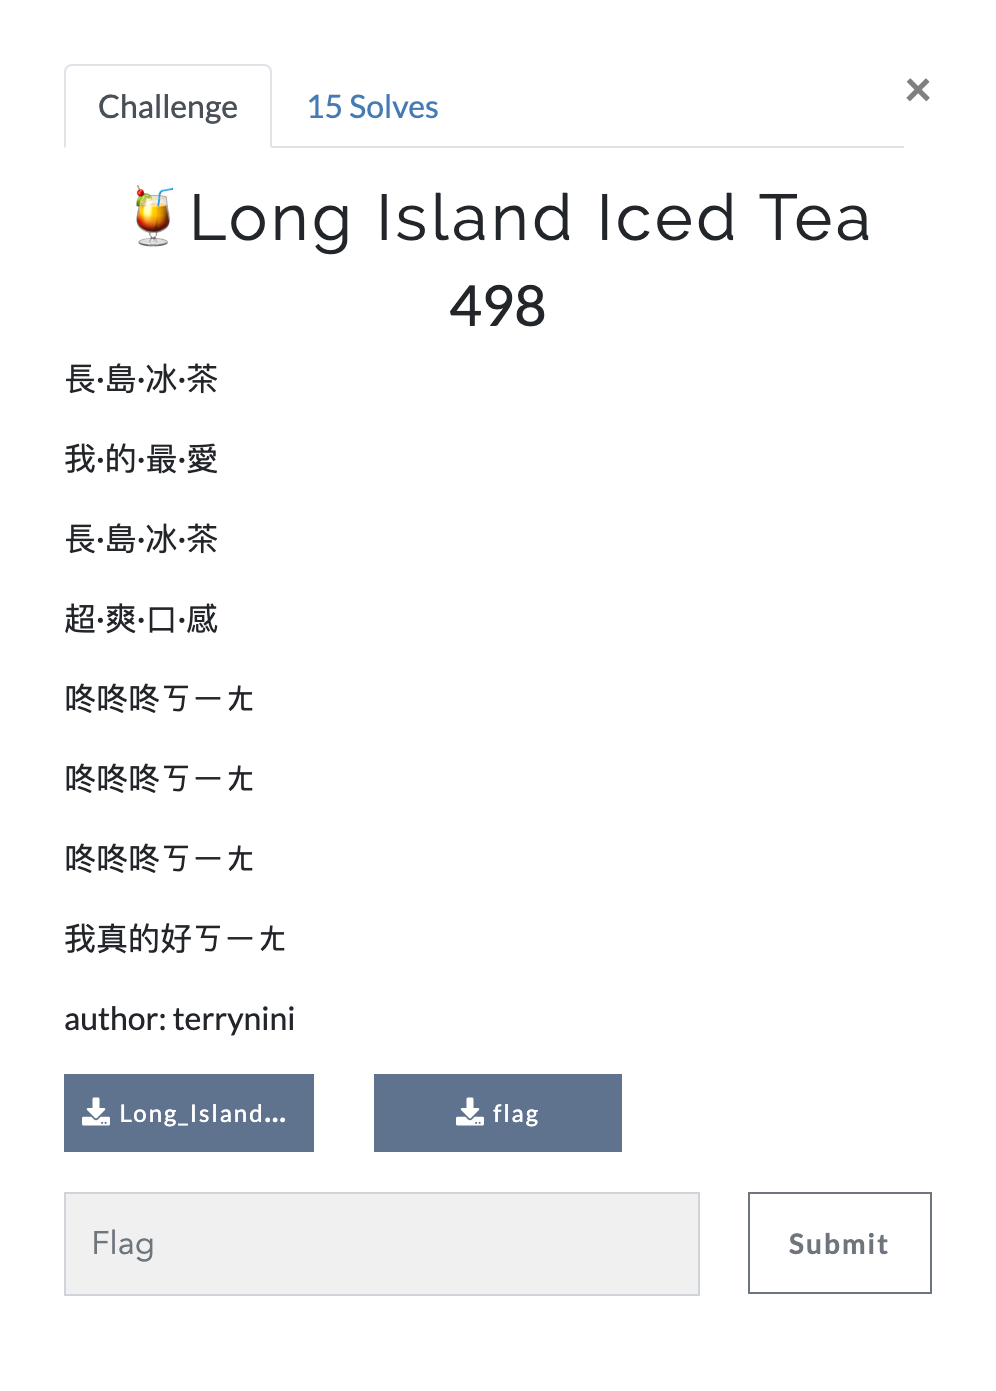 Challenge
15 Solves
×
Long Island Iced Tea
498
長·島·冰·茶
我·的·最·愛
長·島·冰·茶
超·爽·口·感
咚咚咚ㄎㄧㄤ
咚咚咚ㄎㄧㄤ
咚咚咚ㄎㄧㄤ
我真的好ㄎㄧㄤ
author: terrynini
Long_Island...
flag
Flag
Submit